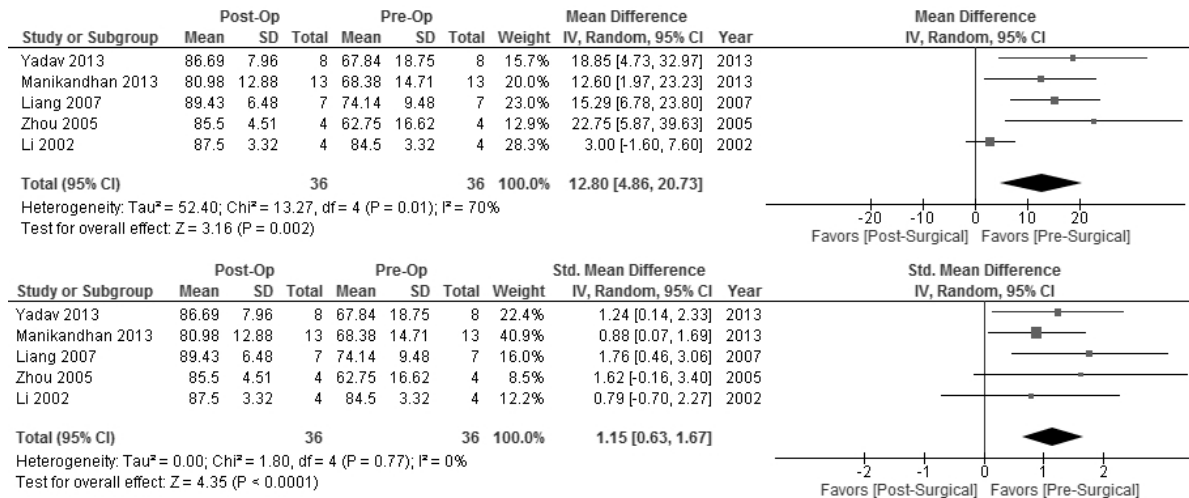 Post-Op Pre-Op Mean Difference Mean Difference
Study or Subgroup Mean SD Total Mean SD Total Weight IV, Random, 95% CI Year IV, Random, 95% CI
Yadav 2013 86.69 7.96 8 67.84 18.75 8 15.7% 18.85 [4.73, 32.97] 2013
Manikandhan 2013 80.98 12.88 13 68.38 14.71 13 20.0% 12.60 [1.97, 23.23] 2013
Liang 2007 89.43 6.48 7 74.14 9.48 7 23.0% 15.29 [6.78, 23.80] 2007
Zhou 2005 85.5 4.51 4 62.75 16.62 4 12.9% 22.75 [5.87, 39.63] 2005
Li 2002 87.5 3.32 4 84.5 3.32 4 28.3% 3.00 [-1.60, 7.60] 2002
Total (95% CI) 36 36 100.0% 12.80 [4.86, 20.73]
Heterogeneity: Tau² = 52.40; Chi² = 13.27, df = 4 (P = 0.01); I² = 70%
Test for overall effect: Z = 3.16 (P = 0.002)
-20 -10 0 10 20
Favors [Post-Surgical] Favors [Pre-Surgical]
Post-Op Pre-Op Std. Mean Difference Std. Mean Difference
Study or Subgroup Mean SD Total Mean SD Total Weight IV, Random, 95% CI Year IV, Random, 95% CI
Yadav 2013 86.69 7.96 8 67.84 18.75 8 22.4% 1.24 [0.14, 2.33] 2013
Manikandhan 2013 80.98 12.88 13 68.38 14.71 13 40.9% 0.88 [0.07, 1.69] 2013
Liang 2007 89.43 6.48 7 74.14 9.48 7 16.0% 1.76 [0.46, 3.06] 2007
Zhou 2005 85.5 4.51 4 62.75 16.62 4 8.5% 1.62 [-0.16, 3.40] 2005
Li 2002 87.5 3.32 4 84.5 3.32 4 12.2% 0.79 [-0.70, 2.27] 2002
Total (95% CI) 36 36 100.0% 1.15 [0.63, 1.67]
Heterogeneity: Tau² = 0.00; Chi² = 1.80, df = 4 (P = 0.77); I² = 0%
Test for overall effect: Z = 4.35 (P < 0.0001)
-2 -1 0 1 2
Favors [Post-Surgical] Favors [Pre-Surgical]